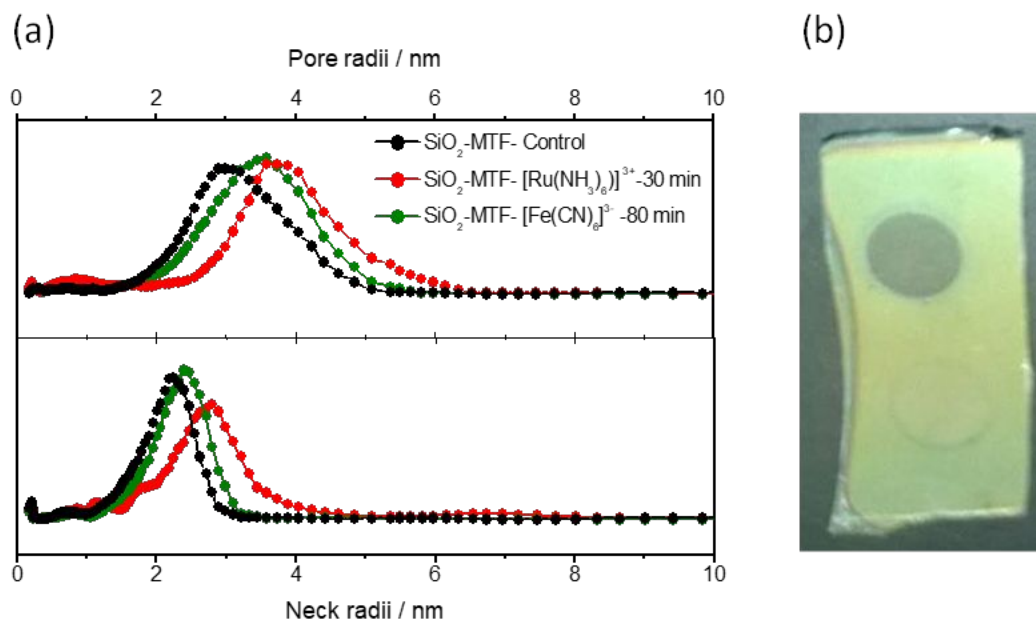 (a)
(b)
Pore radii / nm
0 2 4 6 8 10
SiO₂-MTF- Control
SiO₂-MTF- [Ru(NH₃)₆)]³⁺-30 min
SiO₂-MTF- [Fe(CN)₆]³⁻ -80 min
0 2 4 6 8 10
Neck radii / nm